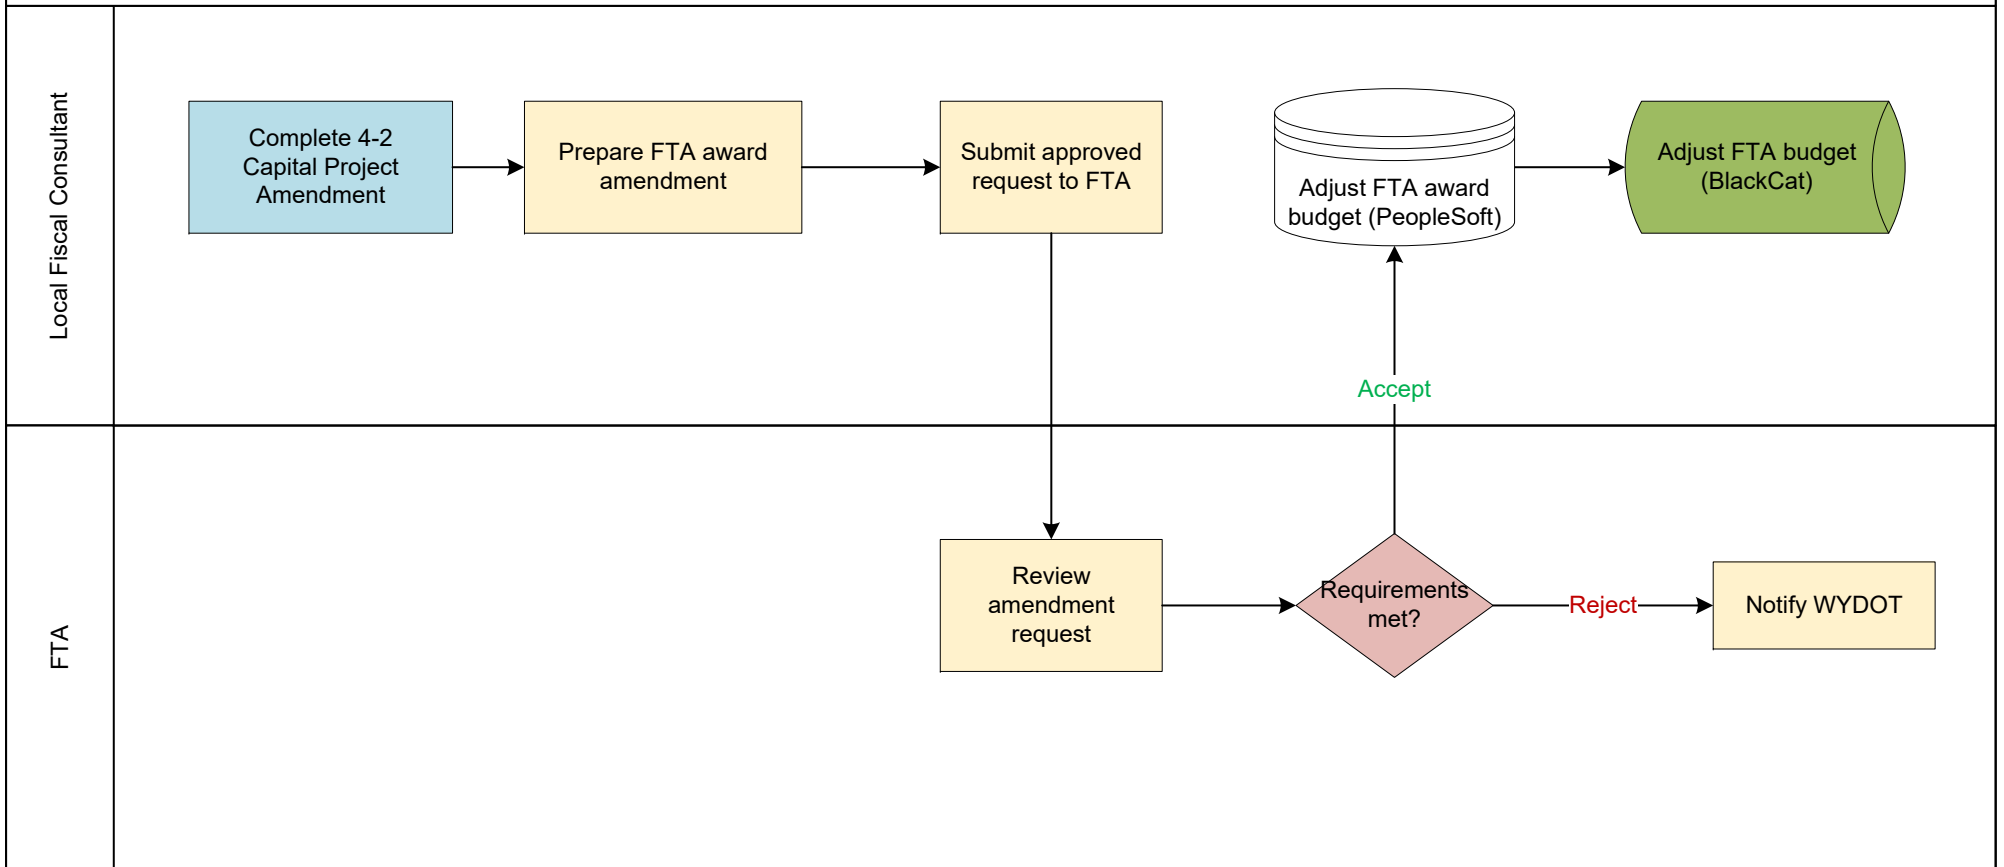 Local Fiscal Consultant
Complete 4-2
Capital Project
Amendment
Prepare FTA award
amendment
Submit approved
request to FTA
Adjust FTA award
budget (PeopleSoft)
Adjust FTA budget
(BlackCat)
Accept
FTA
Review
amendment
request
Requirements
met?
Reject
Notify WYDOT